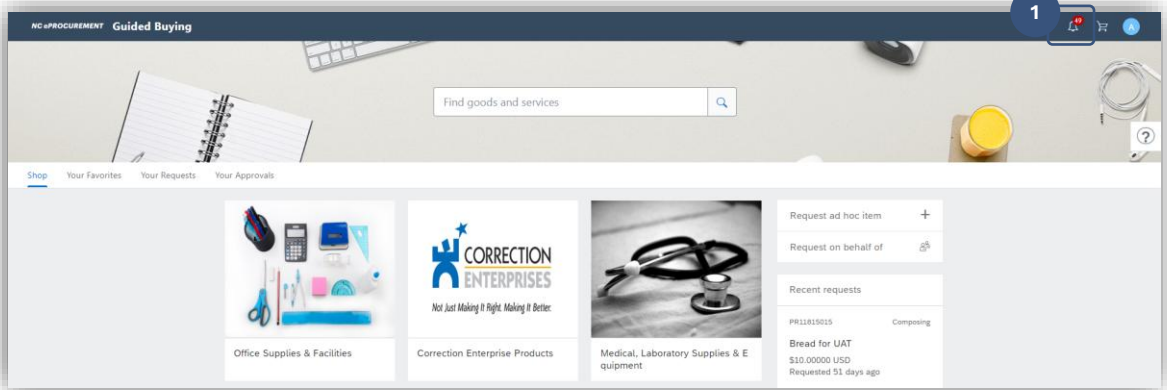 1
NC ePROCUREMENT Guided Buying
49
A
Find goods and services
?
Shop Your Favorites Your Requests Your Approvals
CORRECTION
ENTERPRISES
Not Just Making It Right. Making It Better.
Office Supplies & Facilities
Correction Enterprise Products
Medical, Laboratory Supplies & E
quipment
Request ad hoc item +
Request on behalf of
Recent requests
PR11815015 Composing
Bread for UAT
$10.00000 USD
Requested 51 days ago